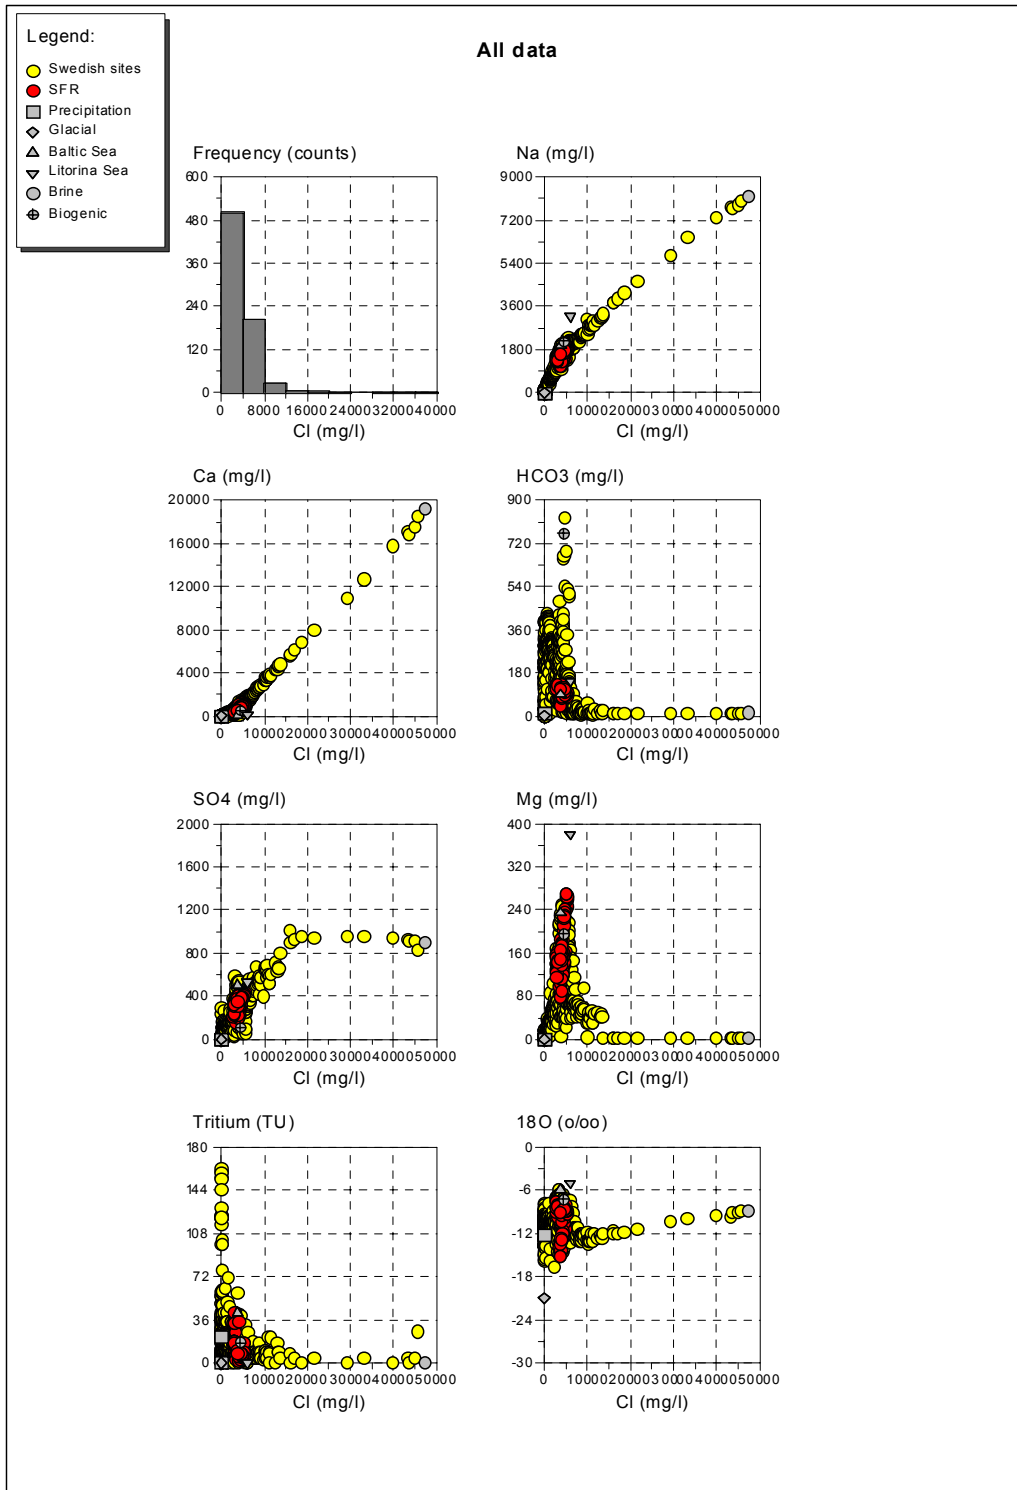 Legend:
Swedish sites
SFR
Precipitation
Glacial
Baltic Sea
Litorina Sea
Brine
Biogenic
All data
Frequency (counts)
600
480
360
240
120
0
0 8000 16000 24000 32000 40000
Cl (mg/l)
Na (mg/l)
9000
7200
5400
3600
1800
0
0 10000 20000 30000 40000 50000
Cl (mg/l)
Ca (mg/l)
20000
16000
12000
8000
4000
0
0 10000 20000 30000 40000 50000
Cl (mg/l)
HCO3 (mg/l)
900
720
540
360
180
0
0 10000 20000 30000 40000 50000
Cl (mg/l)
SO4 (mg/l)
2000
1600
1200
800
400
0
0 10000 20000 30000 40000 50000
Cl (mg/l)
Mg (mg/l)
400
320
240
160
80
0
0 10000 20000 30000 40000 50000
Cl (mg/l)
Tritium (TU)
180
144
108
72
36
0
0 10000 20000 30000 40000 50000
Cl (mg/l)
18O (o/oo)
0
-6
-12
-18
-24
-30
0 10000 20000 30000 40000 50000
Cl (mg/l)